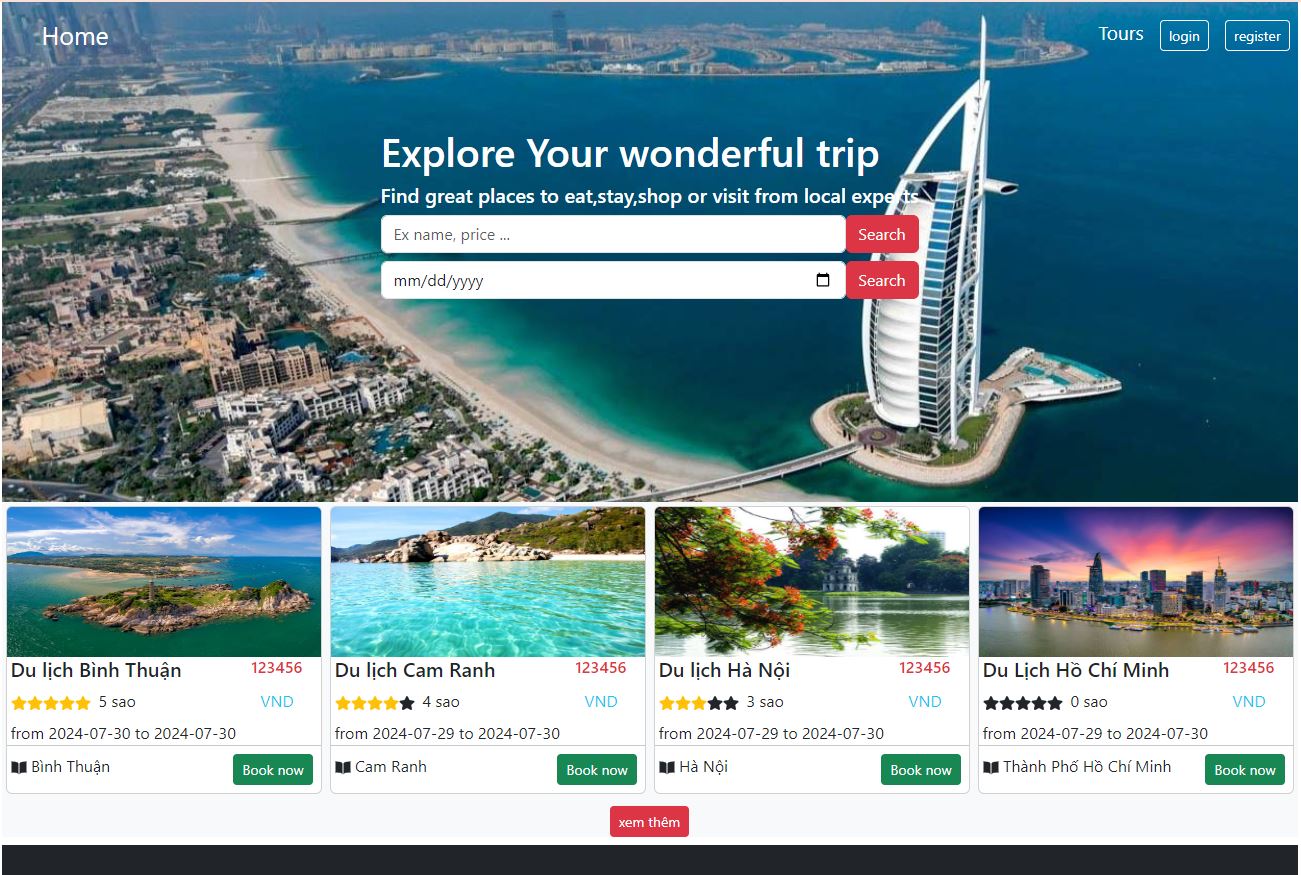 Home
Tours login register
Explore Your wonderful trip
Find great places to eat,stay,shop or visit from local experts
Ex name, price ... Search
mm/dd/yyyy Search
Du lịch Bình Thuận 123456
5 sao VND
from 2024-07-30 to 2024-07-30
Bình Thuận Book now
Du lịch Cam Ranh 123456
4 sao VND
from 2024-07-29 to 2024-07-30
Cam Ranh Book now
Du lịch Hà Nội 123456
3 sao VND
from 2024-07-29 to 2024-07-30
Hà Nội Book now
Du Lịch Hồ Chí Minh 123456
0 sao VND
from 2024-07-29 to 2024-07-30
Thành Phố Hồ Chí Minh Book now
xem thêm